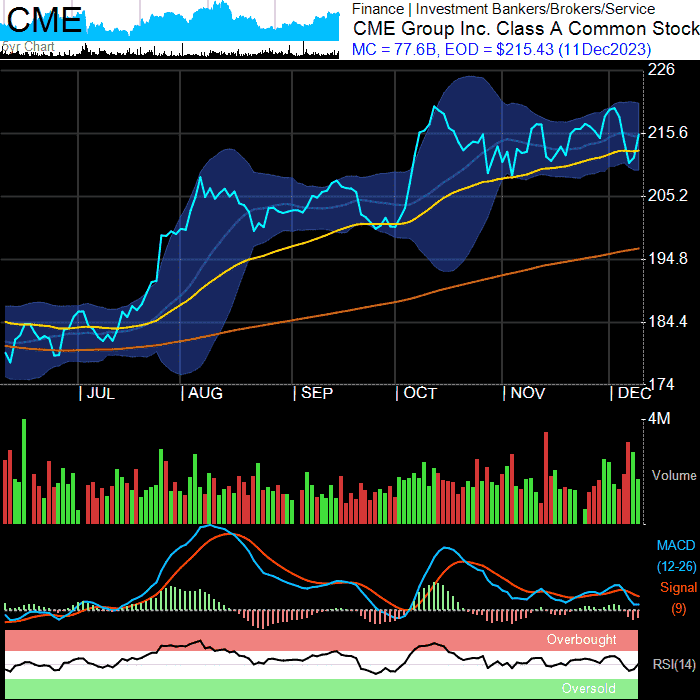 CME
5yr Chart
Finance | Investment Bankers/Brokers/Service
CME Group Inc. Class A Common Stock
MC = 77.6B, EOD = $215.43 (11Dec2023)
226
215.6
205.2
194.8
184.4
174
| JUL
| AUG
| SEP
| OCT
| NOV
| DEC
4M
Volume
MACD
(12-26)
Signal
(9)
Overbought
RSI(14)
Oversold